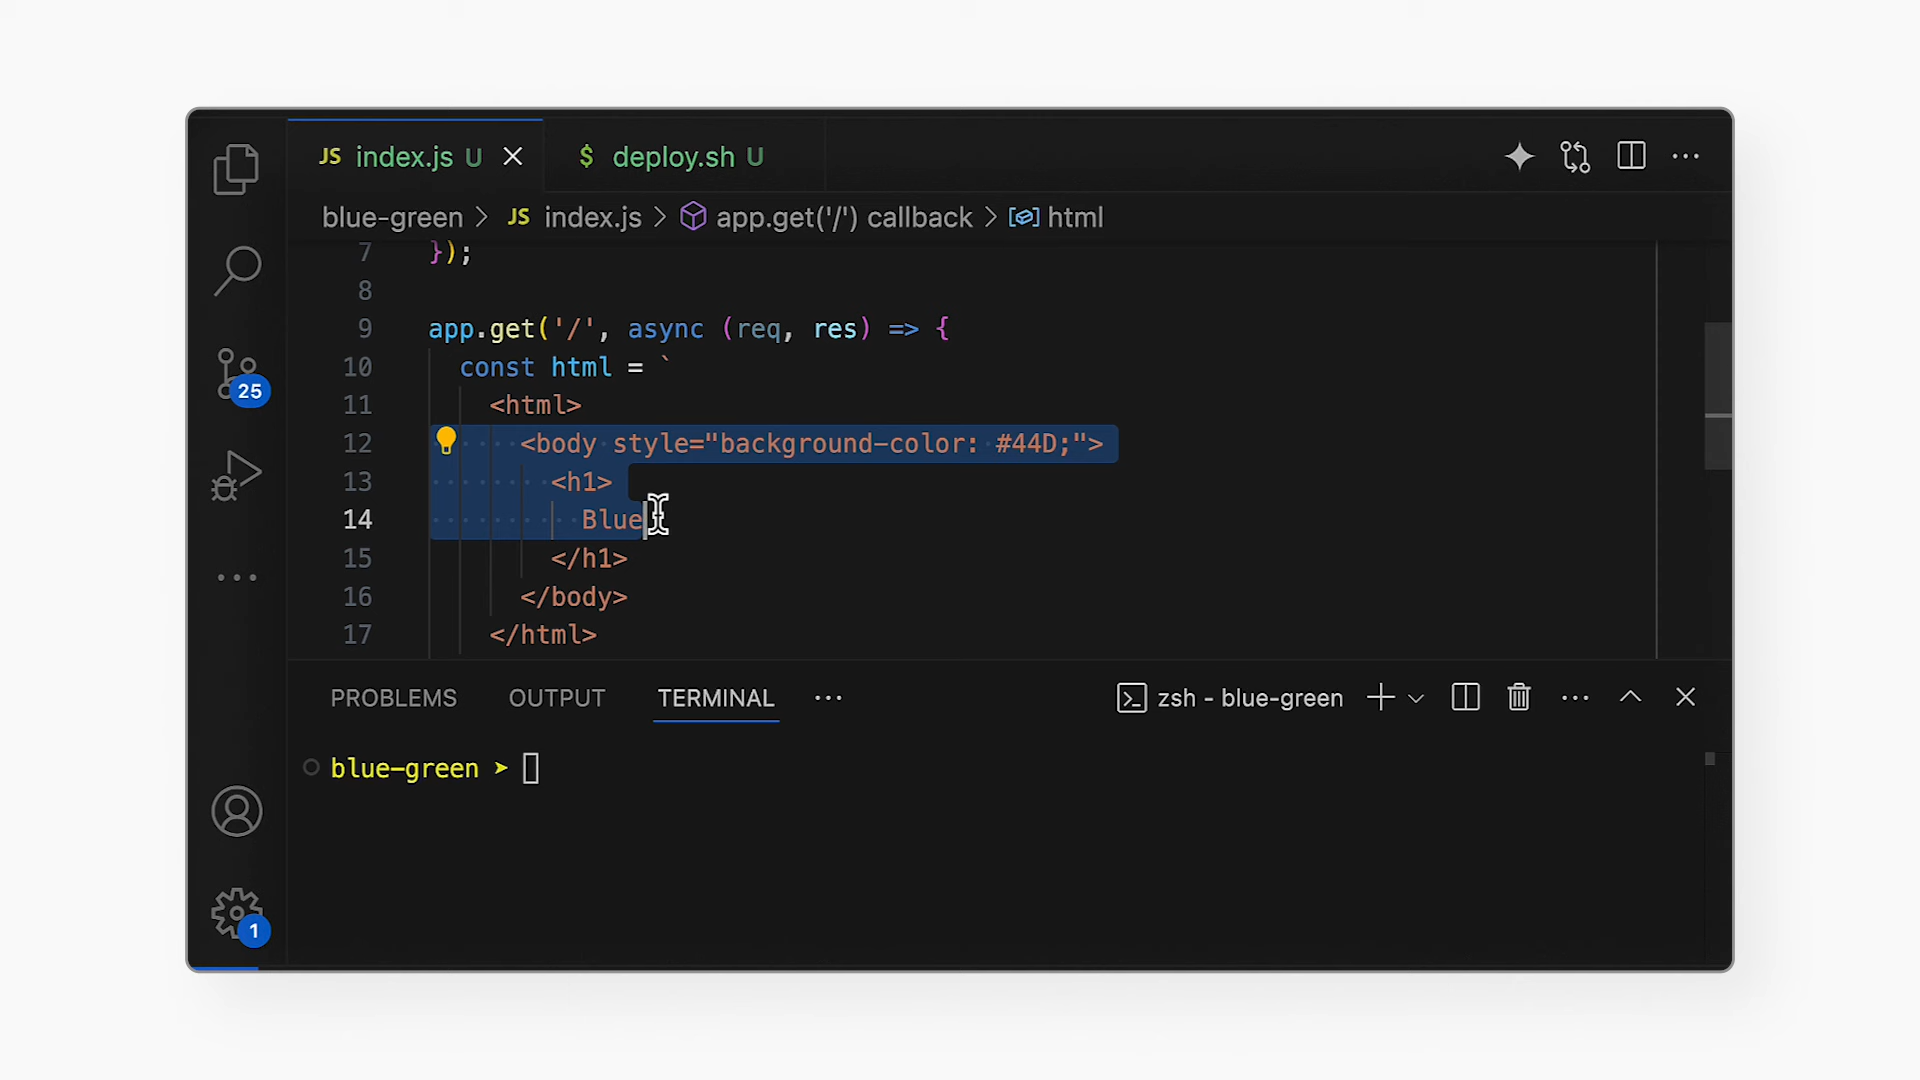 JS index.js U
$ deploy.sh U
blue-green > JS index.js > app.get('/') callback > html
7 });
8
9 app.get('/', async (req, res) => {
10 const html = `
11 <html>
12 <body style="background-color: #44D;">
13 <h1>
14 Blue
15 </h1>
16 </body>
17 </html>
25
1
PROBLEMS OUTPUT TERMINAL ···
zsh - blue-green
blue-green ➤